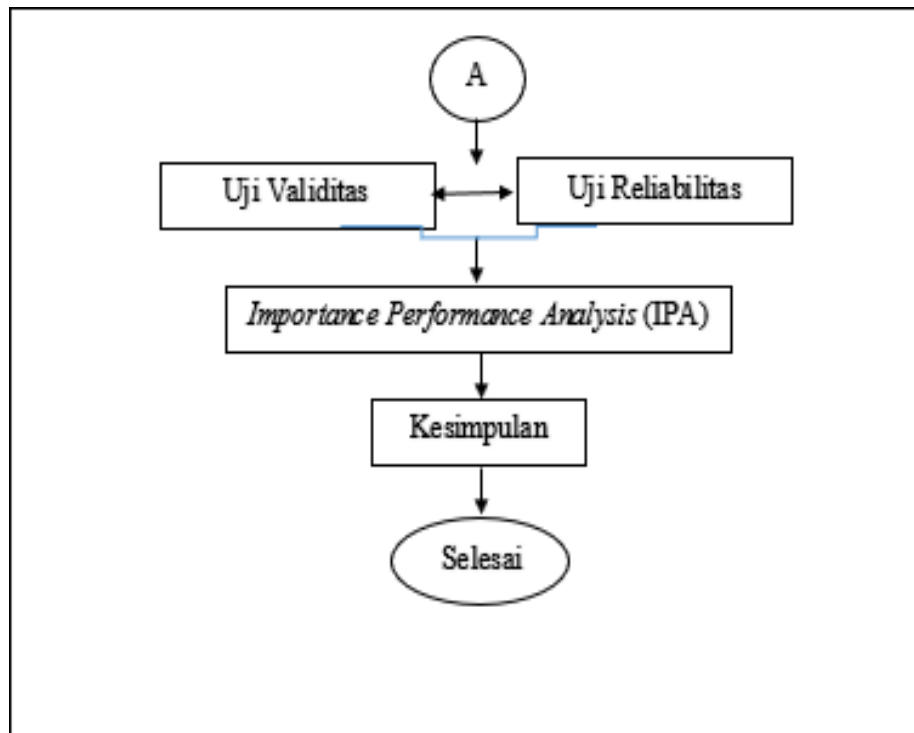 A
Uji Validitas
Uji Reliabilitas
Importance Performance Analysis (IPA)
Kesimpulan
Selesai